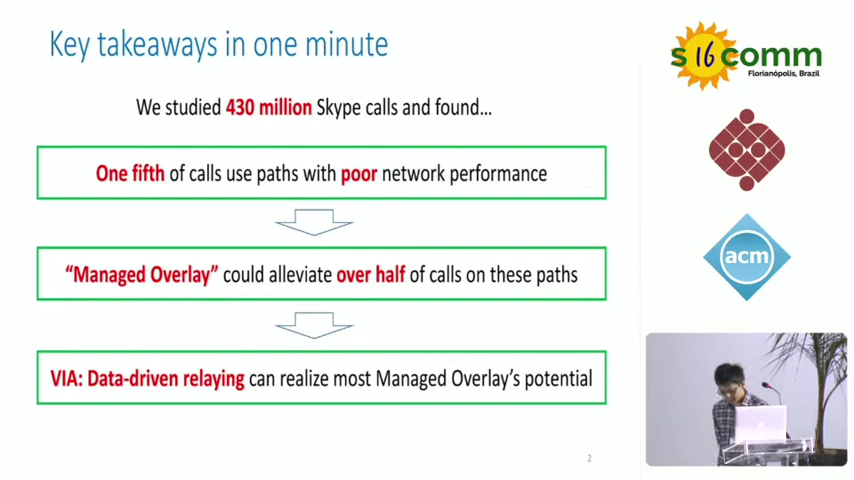 Key takeaways in one minute
We studied 430 million Skype calls and found...
One fifth of calls use paths with poor network performance
“Managed Overlay” could alleviate over half of calls on these paths
VIA: Data-driven relaying can realize most Managed Overlay’s potential
2
s16comm
Florianópolis, Brazil
acm